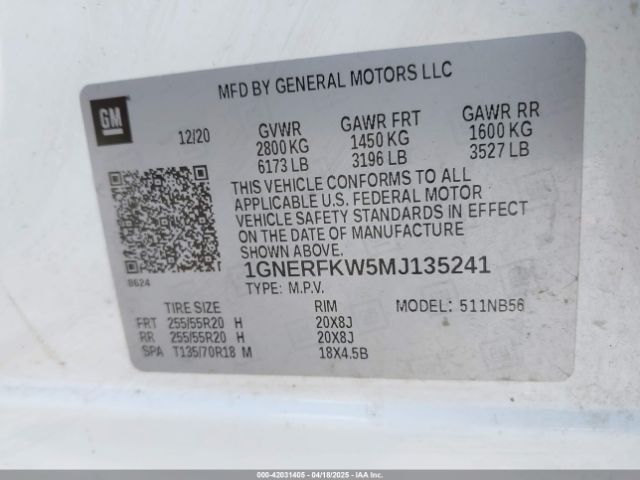 MFD BY GENERAL MOTORS LLC
GM
12/20 GVWR GAWR FRT GAWR RR
2800 KG 1450 KG 1600 KG
6173 LB 3196 LB 3527 LB
THIS VEHICLE CONFORMS TO ALL
APPLICABLE U.S. FEDERAL MOTOR
VEHICLE SAFETY STANDARDS IN EFFECT
ON THE DATE OF MANUFACTURE
SHOWN ABOVE.
1GNERFKW5MJ135241
B624
TYPE: M.P.V.
TIRE SIZE RIM MODEL: 511NB56
FRT 255/55R20 H 20X8J
RR 255/55R20 H 20X8J
SPA T135/70R18 M 18X4.5B
000-42031405 - 04/18/2025 - IAAI.COM